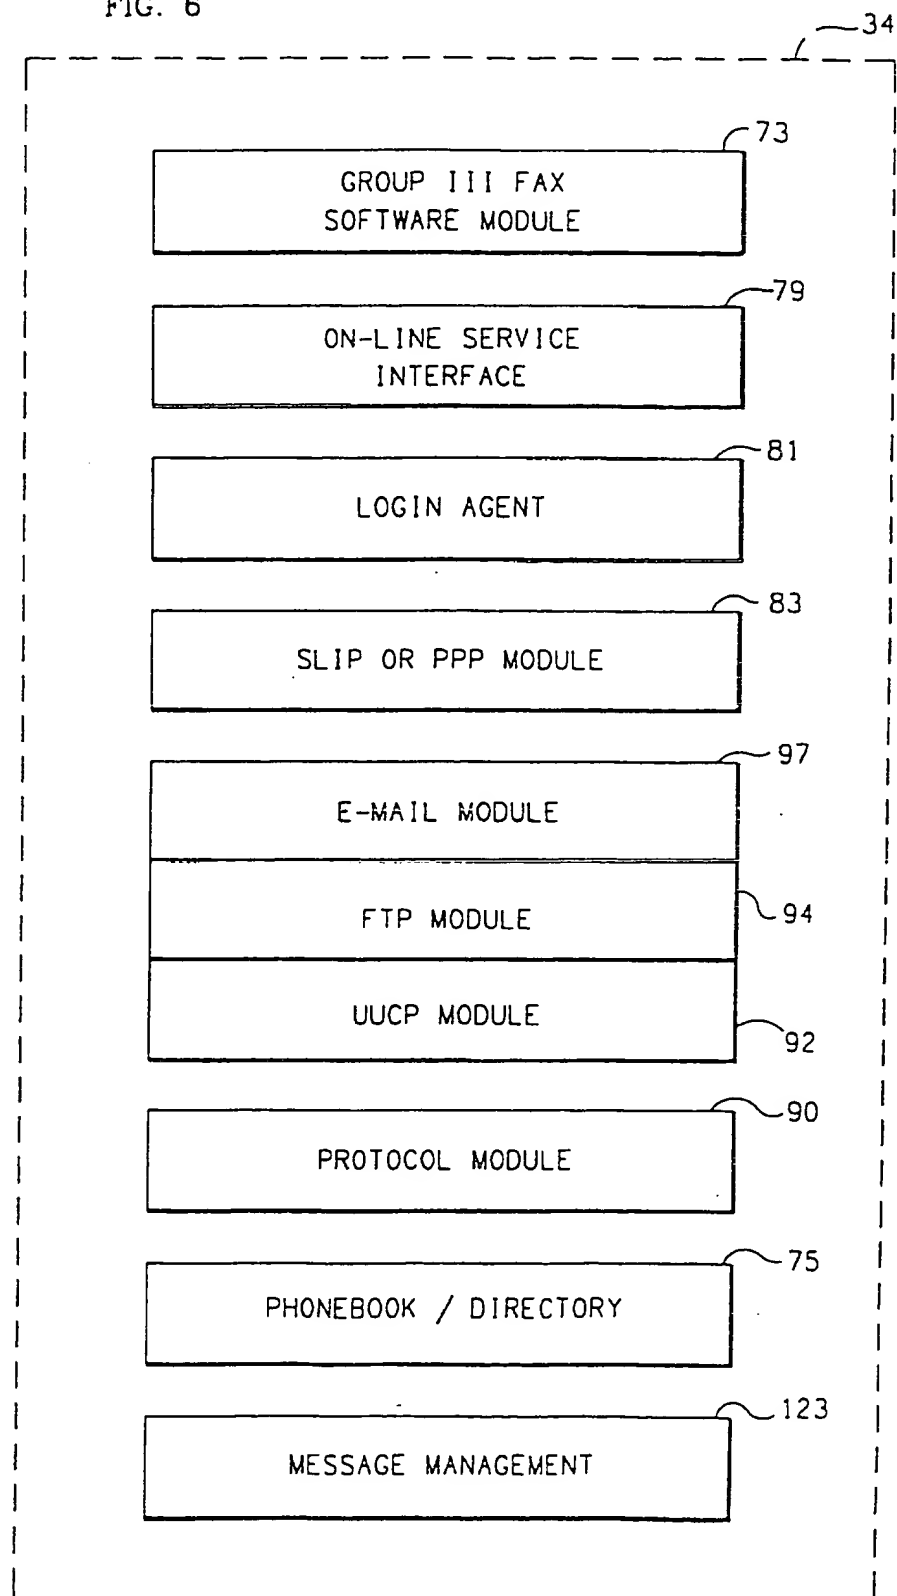 FIG. 6
34
73
GROUP III FAX
SOFTWARE MODULE
79
ON-LINE SERVICE
INTERFACE
81
LOGIN AGENT
83
SLIP OR PPP MODULE
97
E-MAIL MODULE
FTP MODULE
94
UUCP MODULE
92
90
PROTOCOL MODULE
75
PHONEBOOK / DIRECTORY
123
MESSAGE MANAGEMENT